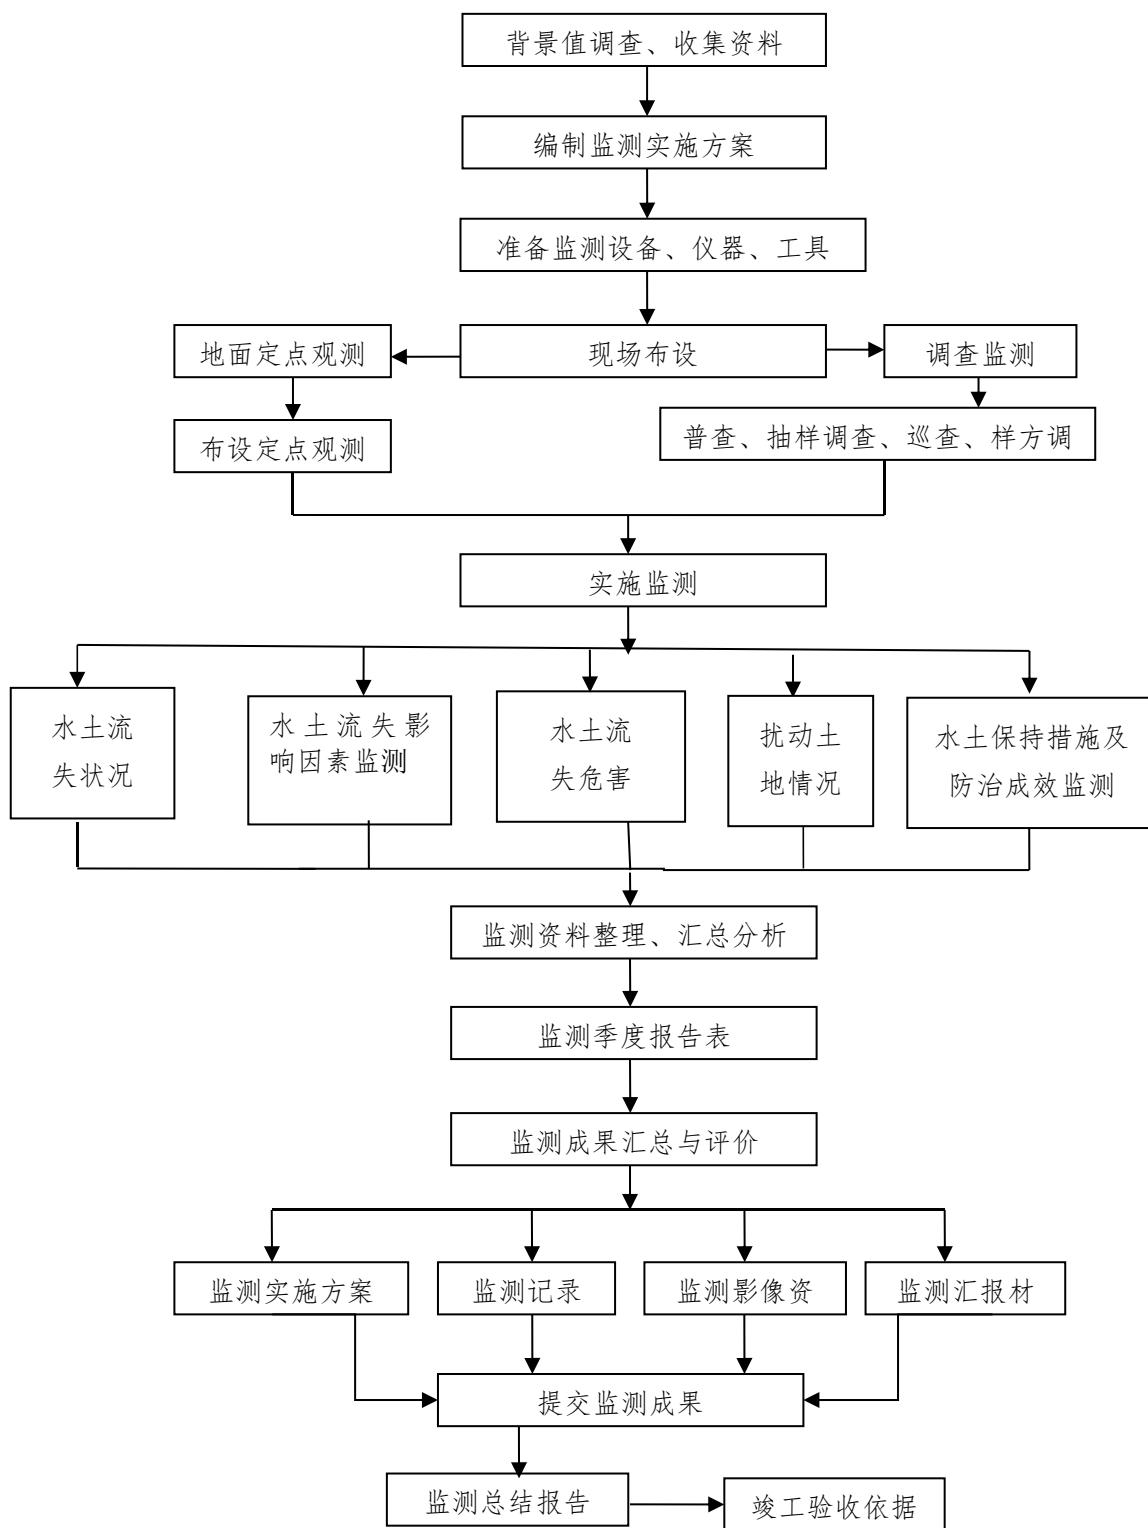 背景值调查、收集资料
编制监测实施方案
准备监测设备、仪器、工具
地面定点观测
现场布设
调查监测
布设定点观测
普查、抽样调查、巡查、样方调
实施监测
水土流
失状况
水土流失影
响因素监测
水土流
失危害
扰动土
地情况
水土保持措施及
防治成效监测
监测资料整理、汇总分析
监测季度报告表
监测成果汇总与评价
监测实施方案
监测记录
监测影像资
监测汇报材
提交监测成果
监测总结报告
竣工验收依据